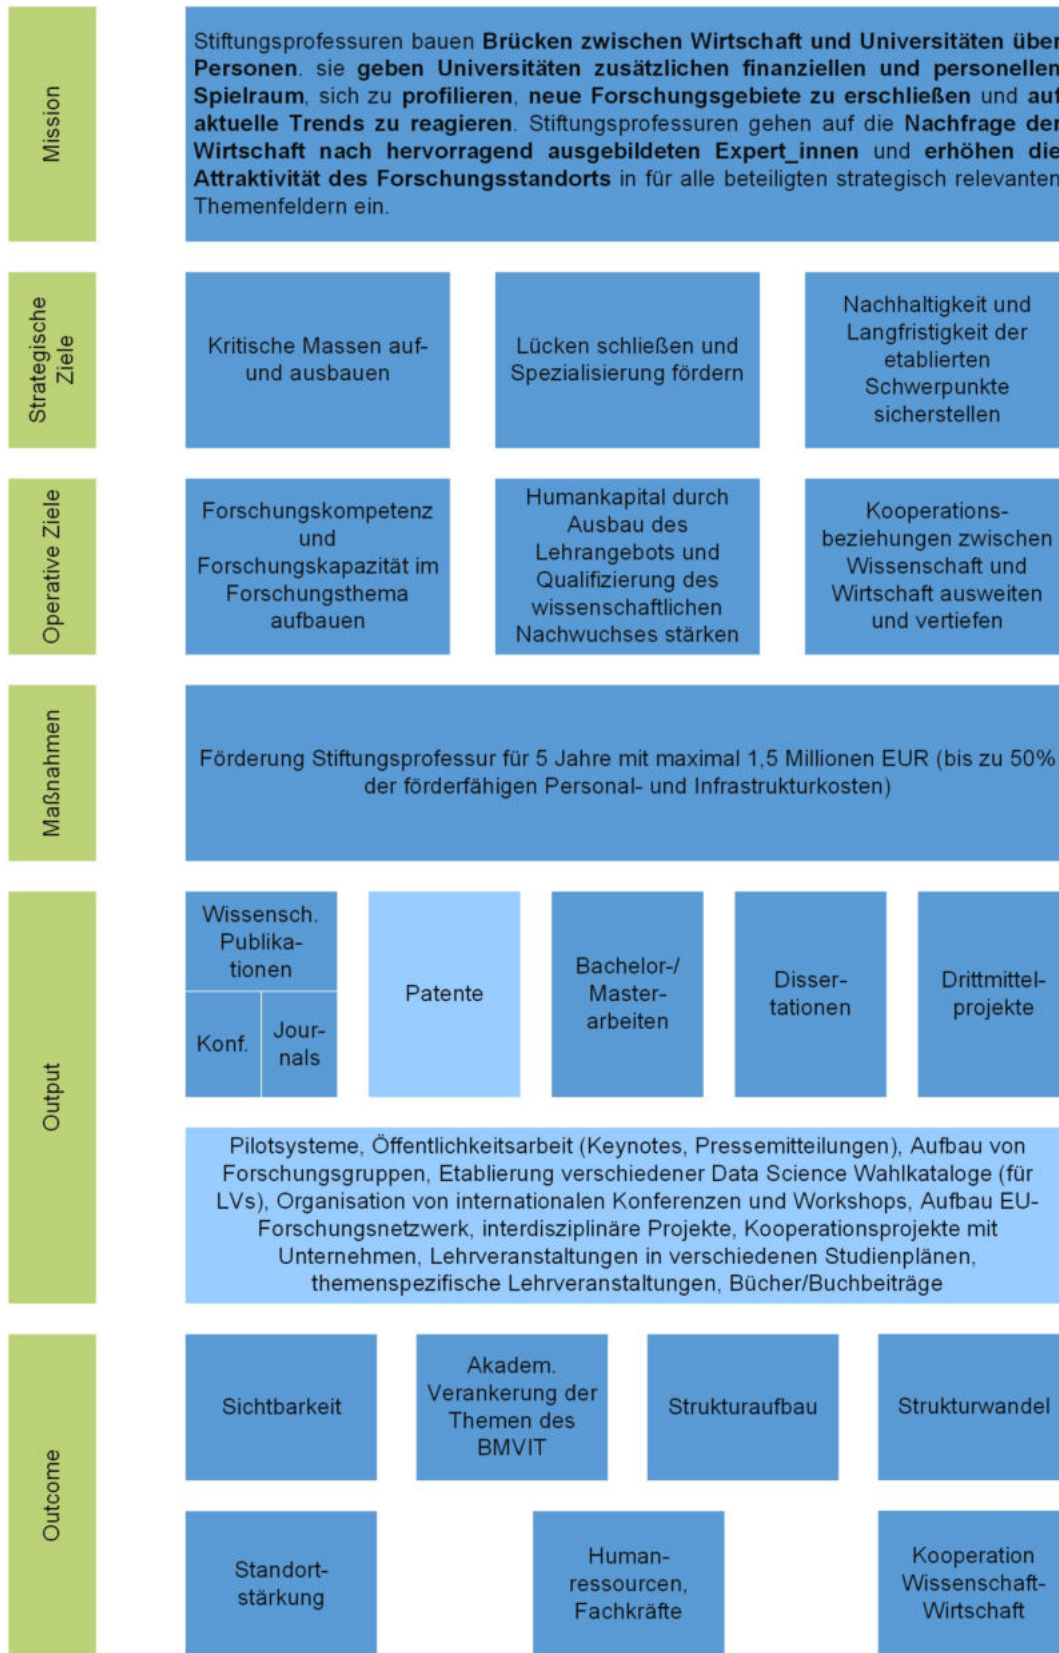 Mission
Stiftungsprofessuren bauen Brücken zwischen Wirtschaft und Universitäten über
Personen. sie geben Universitäten zusätzlichen finanziellen und personellen
Spielraum, sich zu profilieren, neue Forschungsgebiete zu erschließen und auf
aktuelle Trends zu reagieren. Stiftungsprofessuren gehen auf die Nachfrage der
Wirtschaft nach hervorragend ausgebildeten Expert_innen und erhöhen die
Attraktivität des Forschungsstandorts in für alle beteiligten strategisch relevanten
Themenfeldern ein.
Strategische
Ziele
Kritische Massen auf-
und ausbauen
Lücken schließen und
Spezialisierung fördern
Nachhaltigkeit und
Langfristigkeit der
etablierten
Schwerpunkte
sicherstellen
Operative Ziele
Forschungskompetenz
und
Forschungskapazität im
Forschungsthema
aufbauen
Humankapital durch
Ausbau des
Lehrangebots und
Qualifizierung des
wissenschaftlichen
Nachwuchses stärken
Kooperations-
beziehungen zwischen
Wissenschaft und
Wirtschaft ausweiten
und vertiefen
Maßnahmen
Förderung Stiftungsprofessur für 5 Jahre mit maximal 1,5 Millionen EUR (bis zu 50%
der förderfähigen Personal- und Infrastrukturkosten)
Output
Wissensch.
Publika-
tionen
Konf.
Jour-
nals
Patente
Bachelor-/
Master-
arbeiten
Disser-
tationen
Drittmittel-
projekte
Pilotsysteme, Öffentlichkeitsarbeit (Keynotes, Pressemitteilungen), Aufbau von
Forschungsgruppen, Etablierung verschiedener Data Science Wahlkataloge (für
LVs), Organisation von internationalen Konferenzen und Workshops, Aufbau EU-
Forschungsnetzwerk, interdisziplinäre Projekte, Kooperationsprojekte mit
Unternehmen, Lehrveranstaltungen in verschiedenen Studienplänen,
themenspezifische Lehrveranstaltungen, Bücher/Buchbeiträge
Outcome
Sichtbarkeit
Akadem.
Verankerung der
Themen des
BMVIT
Strukturaufbau
Strukturwandel
Standort-
stärkung
Human-
ressourcen,
Fachkräfte
Kooperation
Wissenschaft-
Wirtschaft